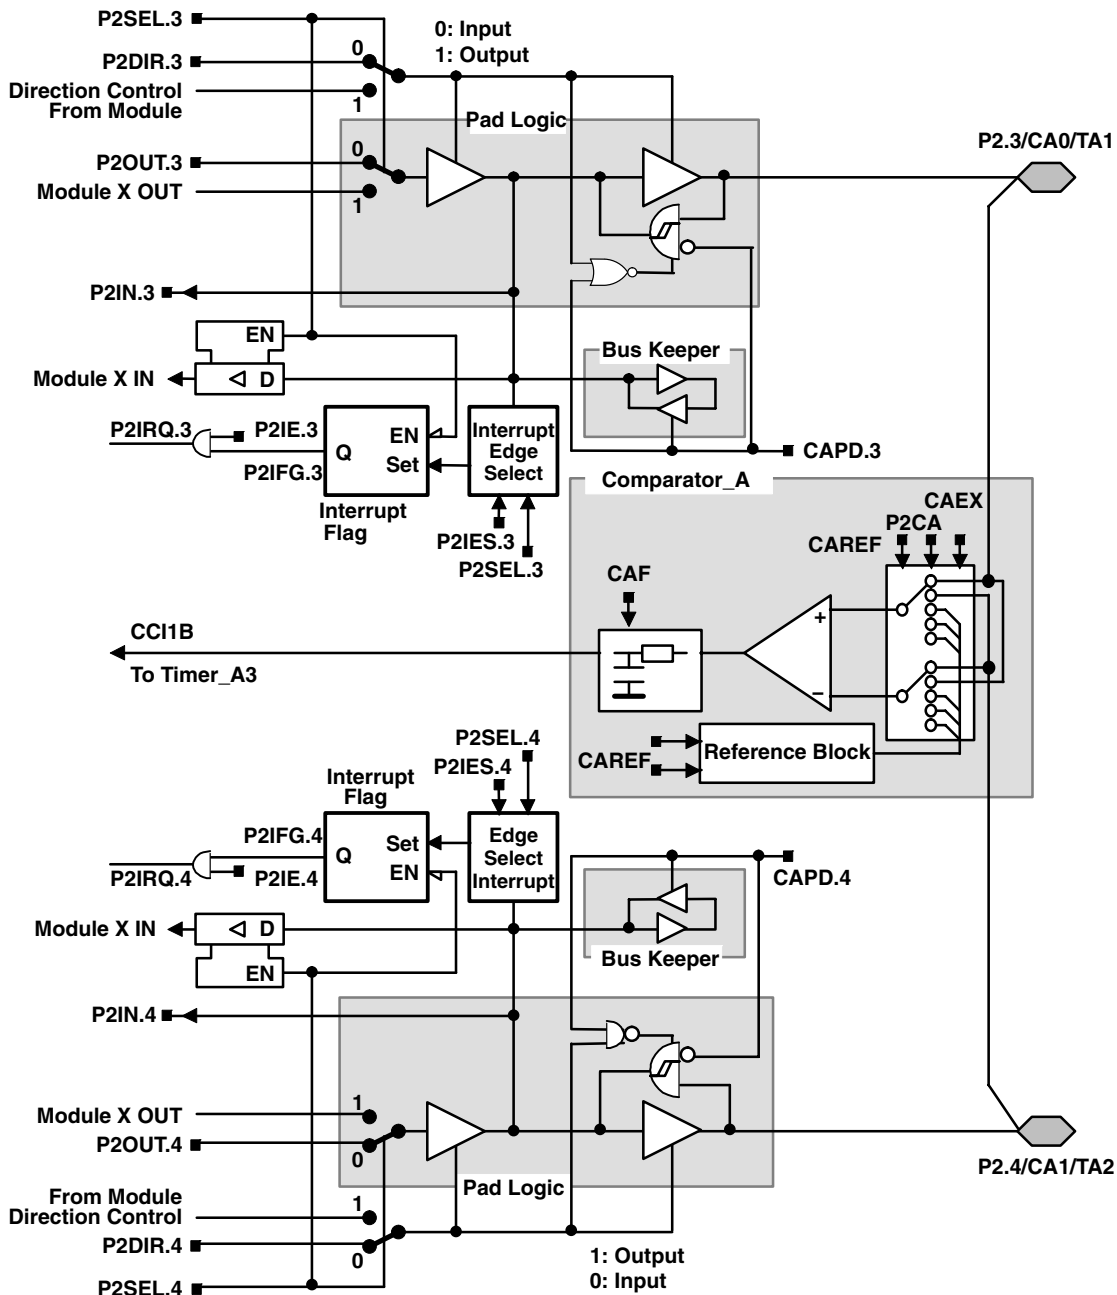 P2SEL.3
0: Input
1: Output
P2DIR.3
0
Direction Control
From Module
1
Pad Logic
P2OUT.3
0
Module X OUT
1
P2.3/CA0/TA1
P2IN.3
EN
Module X IN
D
Bus Keeper
P2IRQ.3
P2IE.3
P2IFG.3
Q
EN
Set
Interrupt
Edge
Select
Interrupt
Flag
P2IES.3
P2SEL.3
CAPD.3
Comparator_A
CAEX
P2CA
CAREF
CAF
+
−
CCI1B
To Timer_A3
Reference Block
CAREF
P2SEL.4
P2IES.4
Interrupt
Flag
P2IFG.4
P2IRQ.4
P2IE.4
Q
Set
EN
Edge
Select
Interrupt
CAPD.4
Module X IN
D
EN
Bus Keeper
P2IN.4
Module X OUT
1
P2OUT.4
0
Pad Logic
From Module
Direction Control
1
P2DIR.4
0
P2SEL.4
1: Output
0: Input
P2.4/CA1/TA2